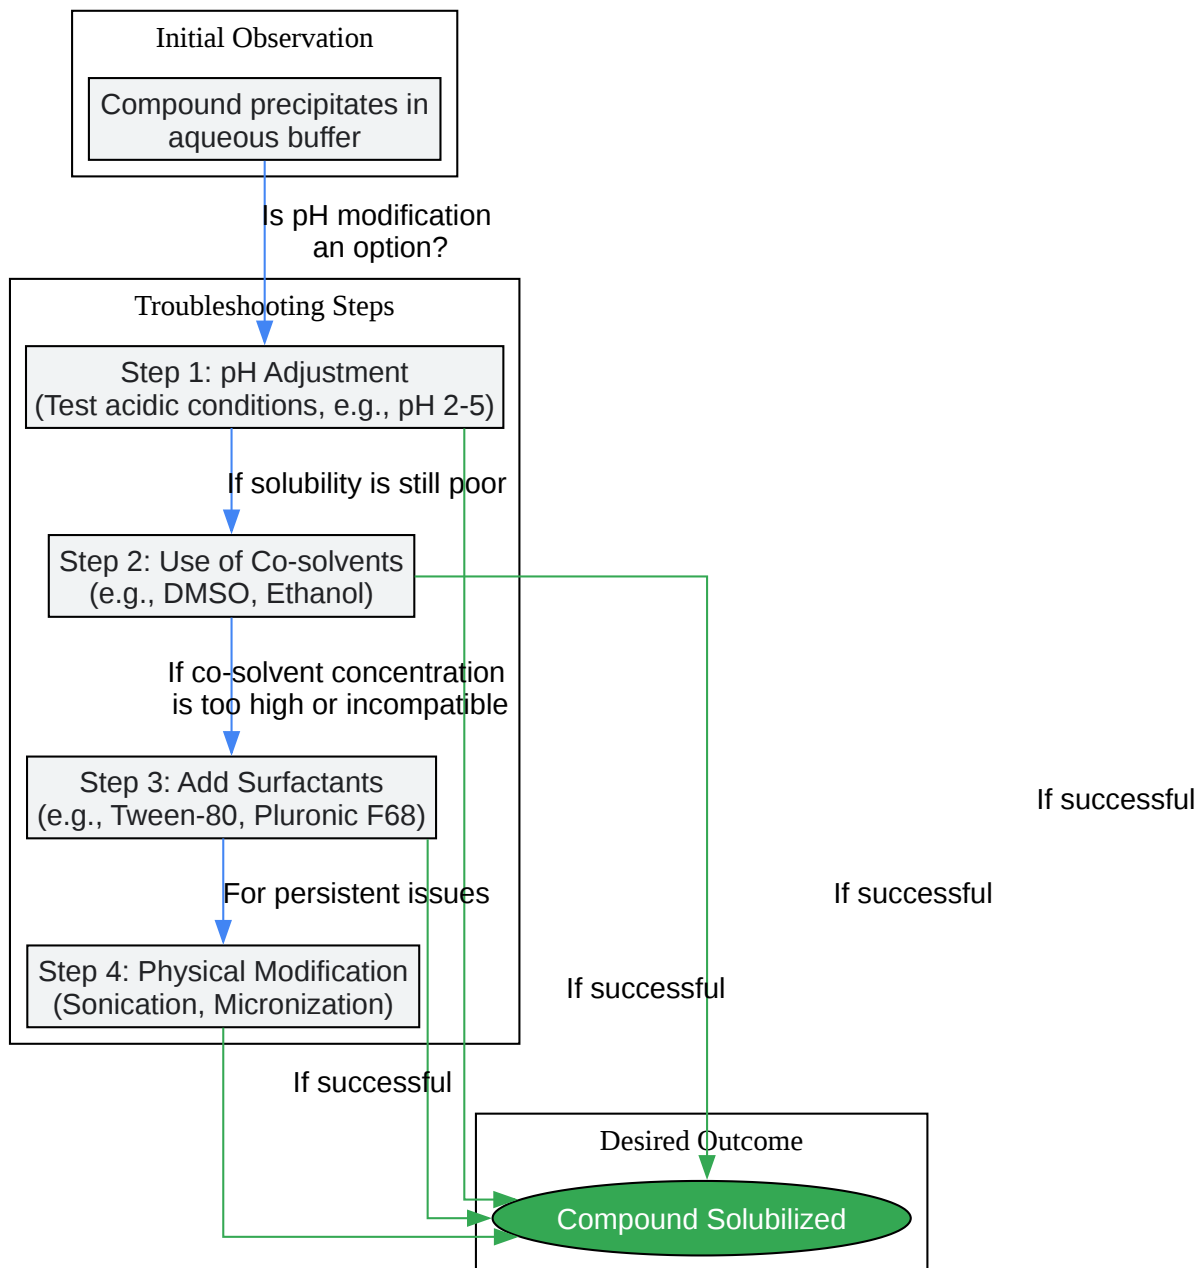 Initial Observation
Compound precipitates in
aqueous buffer
Is pH modification
an option?
Troubleshooting Steps
Step 1: pH Adjustment
(Test acidic conditions, e.g., pH 2-5)
If solubility is still poor
Step 2: Use of Co-solvents
(e.g., DMSO, Ethanol)
If co-solvent concentration
is too high or incompatible
Step 3: Add Surfactants
(e.g., Tween-80, Pluronic F68)
If successful
For persistent issues
If successful
Step 4: Physical Modification
(Sonication, Micronization)
If successful
If successful
Desired Outcome
Compound Solubilized